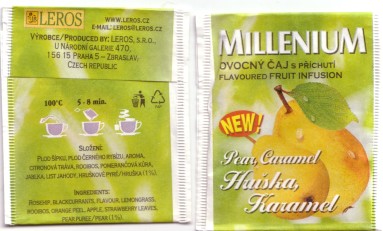 LEROS
WWW.LEROS.CZ
E-MAIL: LEROS@LEROS.CZ
VÝROBCE/PRODUCED BY: LEROS, S.R.O.,
U NÁRODNÍ GALERIE 470,
156 15 PRAHA 5 – ZBRASLAV,
CZECH REPUBLIC
100°C 5 - 8 min.
SLOŽENÍ:
PLOD ŠÍPKU, PLOD ČERNÉHO BYZÍKU, AROMA,
CITRONOVÁ TRÁVA, ROOIBOS, POMERANČOVÁ KŮRA,
JABLKA, LIST JAHODY, HRUŠKOVÉ PYRÉ/HRUŠKA (1%).
INGREDIENTS:
ROSEHIP, BLACKCURRANTS, FLAVOUR, LEMONGRASS,
ROOIBOS, ORANGE PEEL, APPLE, STRAWBERRY LEAVES,
PEAR PUREE/PEAR (1%).
MILLENIUM
OVOCNÝ ČAJ S PŘÍCHUTÍ
FLAVOURED FRUIT INFUSION
NEW!
Pear, Caramel
Hruška,
Karamel